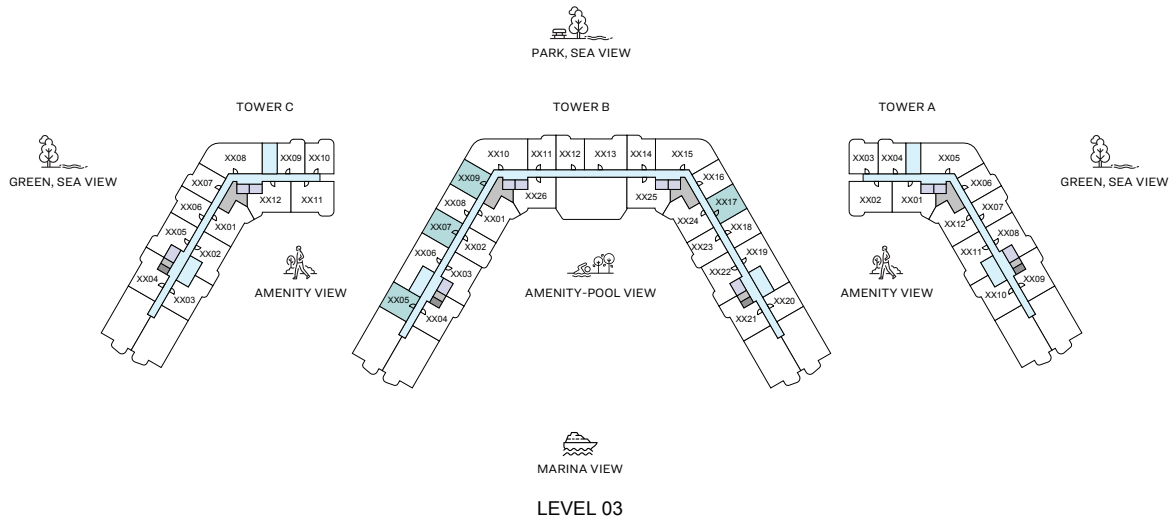 PARK, SEA VIEW
TOWER C
TOWER B
TOWER A
GREEN, SEA VIEW
GREEN, SEA VIEW
XX08
XX09
XX10
XX07
XX12
XX11
XX06
XX01
XX05
XX02
XX04
XX03
XX10
XX11
XX12
XX13
XX14
XX15
XX09
XX16
XX08
XX26
XX25
XX17
XX07
XX01
XX24
XX18
XX06
XX02
XX23
XX19
XX05
XX03
XX22
XX20
XX04
XX21
XX03
XX04
XX05
XX02
XX01
XX06
XX12
XX07
XX11
XX08
XX10
XX09
AMENITY VIEW
AMENITY-POOL VIEW
AMENITY VIEW
MARINA VIEW
LEVEL 03